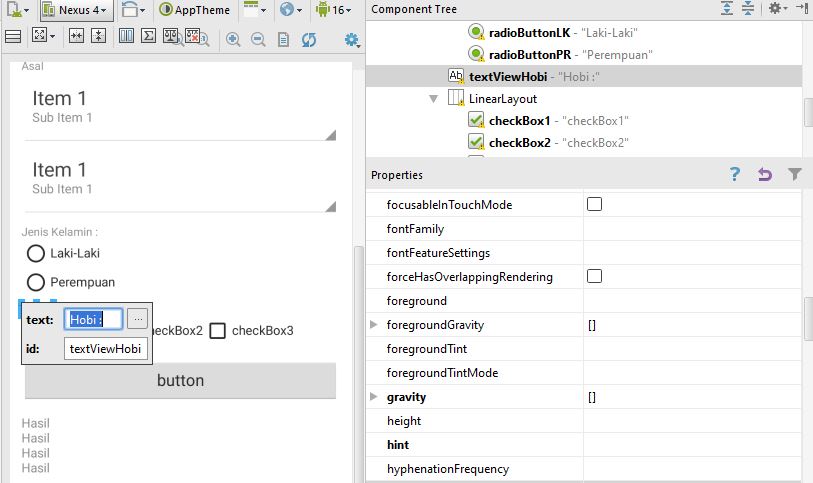 Nexus 4
AppTheme
16
Asal
Item 1
Sub Item 1
Item 1
Sub Item 1
Jenis Kelamin :
Laki-Laki
Perempuan
text: Hobi : ...
eckBox2 checkBox3
id: textViewHobi
button
Hasil
Hasil
Hasil
Hasil
Component Tree
radioButtonLK - "Laki-Laki"
radioButtonPR - "Perempuan"
Ab textViewHobi - "Hobi :"
LinearLayout
checkBox1 - "checkBox1"
checkBox2 - "checkBox2"
Properties
?
focusableInTouchMode
fontFamily
fontFeatureSettings
forceHasOverlappingRendering
foreground
foregroundGravity []
foregroundTint
foregroundTintMode
gravity []
height
hint
hyphenationFrequency